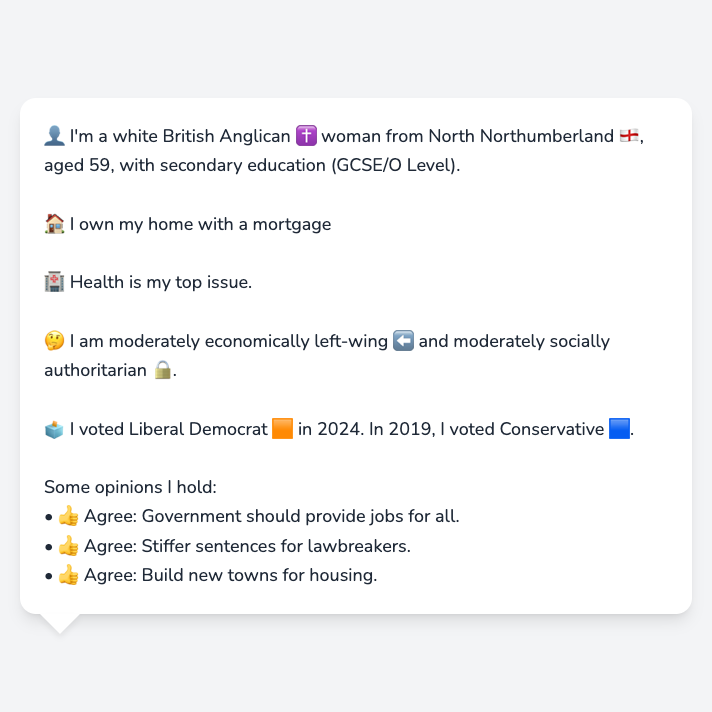 👤 I'm a white British Anglican ✝️ woman from North Northumberland 🏴󠁧󠁢󠁥󠁮󠁧󠁿,
aged 59, with secondary education (GCSE/O Level).
🏠 I own my home with a mortgage
🏥 Health is my top issue.
🤔 I am moderately economically left-wing ⬅️ and moderately socially
authoritarian 🔒.
🗳️ I voted Liberal Democrat 🟧 in 2024. In 2019, I voted Conservative 🟦.
Some opinions I hold:
• 👍 Agree: Government should provide jobs for all.
• 👍 Agree: Stiffer sentences for lawbreakers.
• 👍 Agree: Build new towns for housing.